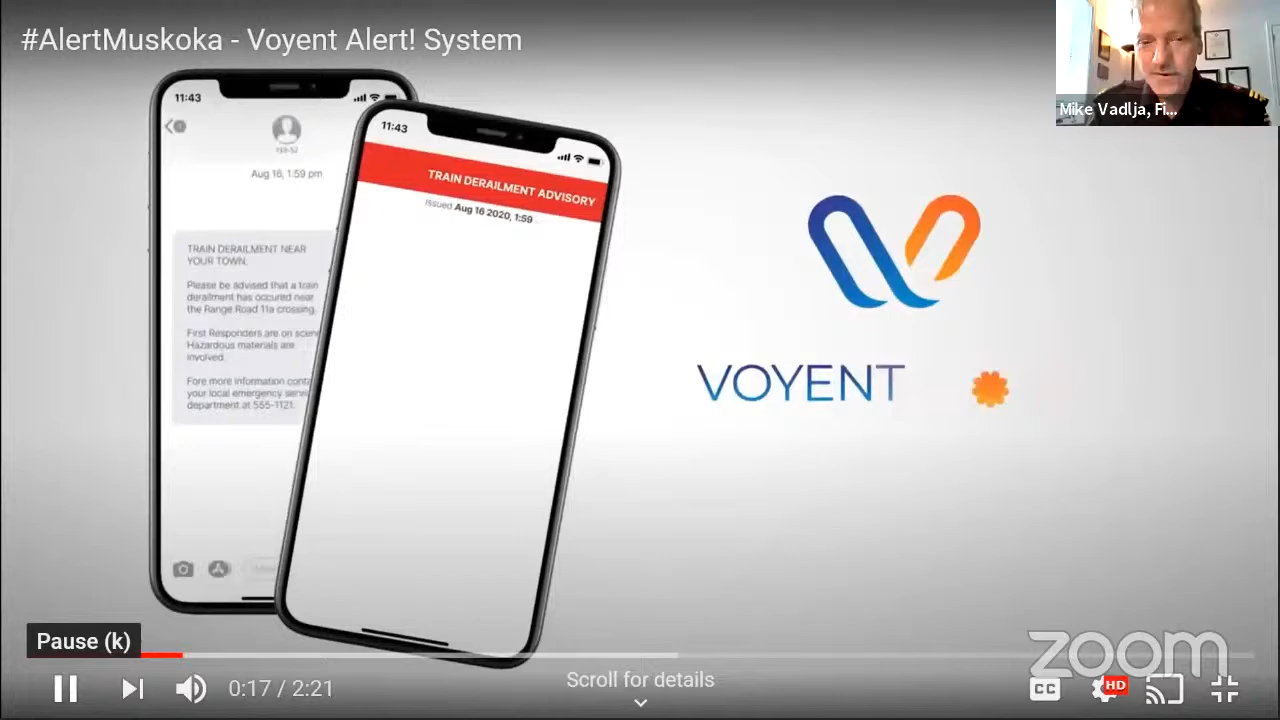 #AlertMuskoka - Voyent Alert! System
Mike Vadlja, Fi...
11:43
Aug 16, 1:59 pm
TRAIN DERAILMENT NEAR
YOUR TOWN.
Please be advised that a train
derailment has occured near
the Range Road 11a crossing.
First Responders are on scene
Hazardous materials are
involved.
Fore more information conta
your local emergency servi
department at 555-1121.
11:43
TRAIN DERAILMENT ADVISORY
Issued Aug 16 2020, 1:59
VOYENT
Pause (k)
0:17 / 2:21
Scroll for details
zoom
CC
HD